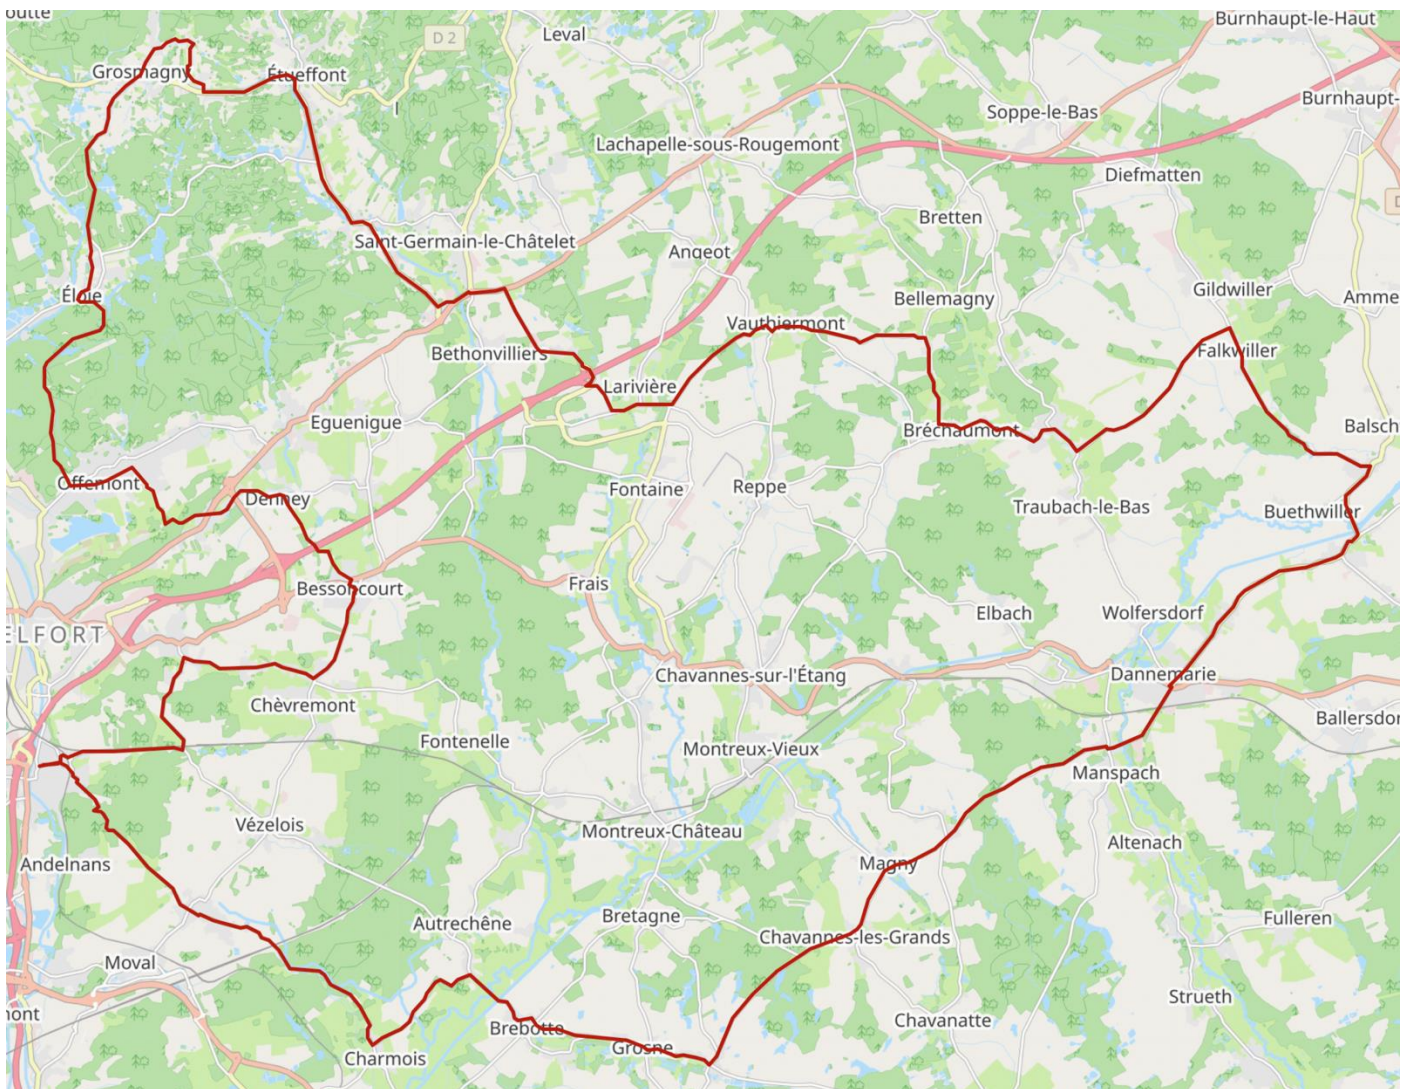 Burnhaupt-le-Haut
Leval
D 2
Grosmagny
Étueffont
Burnhaupt-
Soppe-le-Bas
Lachapelle-sous-Rougemont
Diefmatten
Bretten
Saint-Germain-le-Châtelet
Angeot
Éloie
Bellemagny
Gildwiller
Amme
Vauthiermont
Bethonvilliers
Falkwiller
Larivière
Eguenigue
Bréchaumont
Balsch
Offemont
Denney
Fontaine
Reppe
Traubach-le-Bas
Buethwiller
Bessoncourt
Frais
Elbach
Wolfersdorf
ELFORT
Chavannes-sur-l'Étang
Dannemarie
Chèvremont
Ballersdor
Fontenelle
Montreux-Vieux
Manspach
Vézelois
Montreux-Château
Altenach
Andelnans
Magny
Bretagne
Fulleren
Autrechêne
Chavannes-les-Grands
Moval
Strueth
mont
Chavanatte
Brebotte
Grosne
Charmois